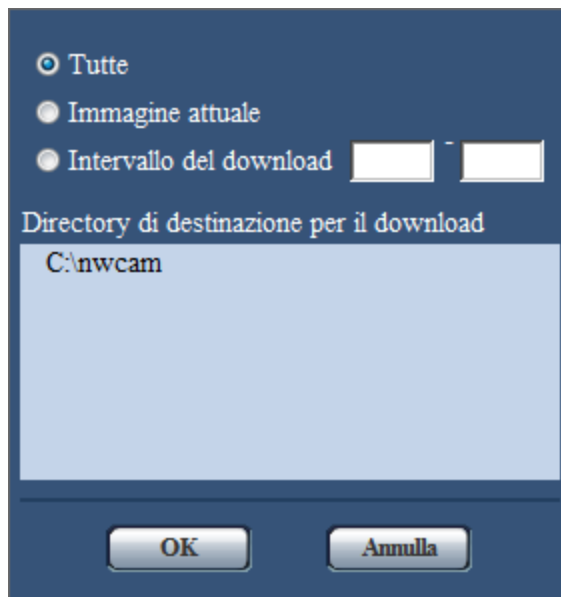 Tutte
Immagine attuale
Intervallo del download -
Directory di destinazione per il download
C:\nwcam
OK Annulla